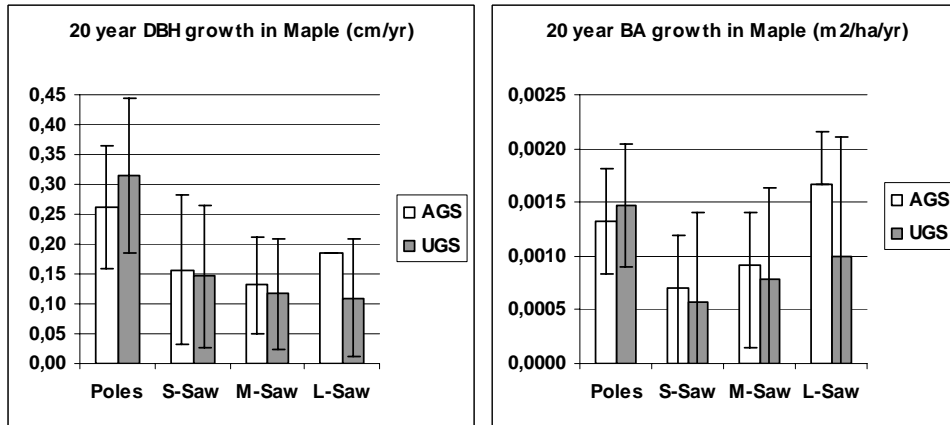 20 year DBH growth in Maple (cm/yr)
0,45
0,40
0,35
0,30
0,25
0,20
0,15
0,10
0,05
0,00
Poles S-Saw M-Saw L-Saw
AGS
UGS
20 year BA growth in Maple (m2/ha/yr)
0,0025
0,0020
0,0015
0,0010
0,0005
0,0000
Poles S-Saw M-Saw L-Saw
AGS
UGS